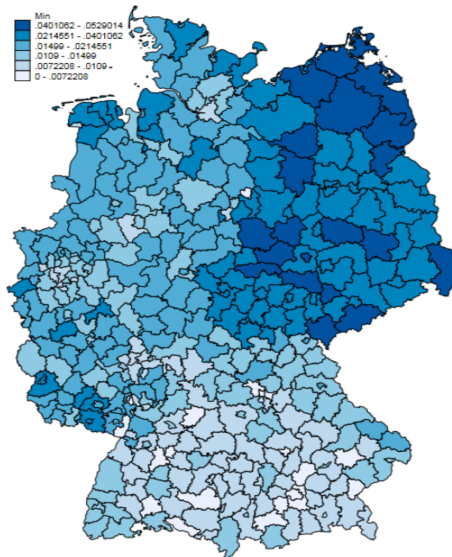 Min
.0401062 - .0529014
.0214551 - .0401062
.01499 - .0214551
.0109 - .01499
.0072208 - .0109
0 - .0072208